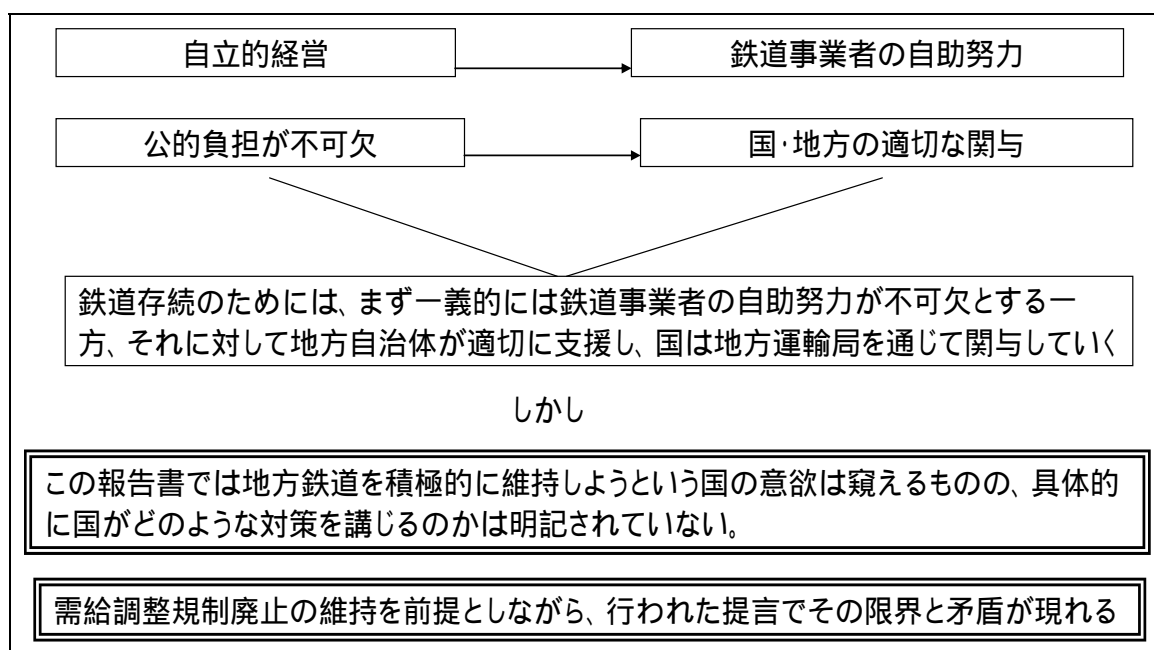 自立的経営
鉄道事業者の自助努力
公的負担が不可欠
国・地方の適切な関与
鉄道存続のためには、まず一義的には鉄道事業者の自助努力が不可欠とする一
方、それに対して地方自治体が適切に支援し、国は地方運輸局を通じて関与していく
しかし
この報告書では地方鉄道を積極的に維持しようという国の意欲は窺えるものの、具体的
に国がどのような対策を講じるのかは明記されていない。
需給調整規制廃止の維持を前提としながら、行われた提言でその限界と矛盾が現れる